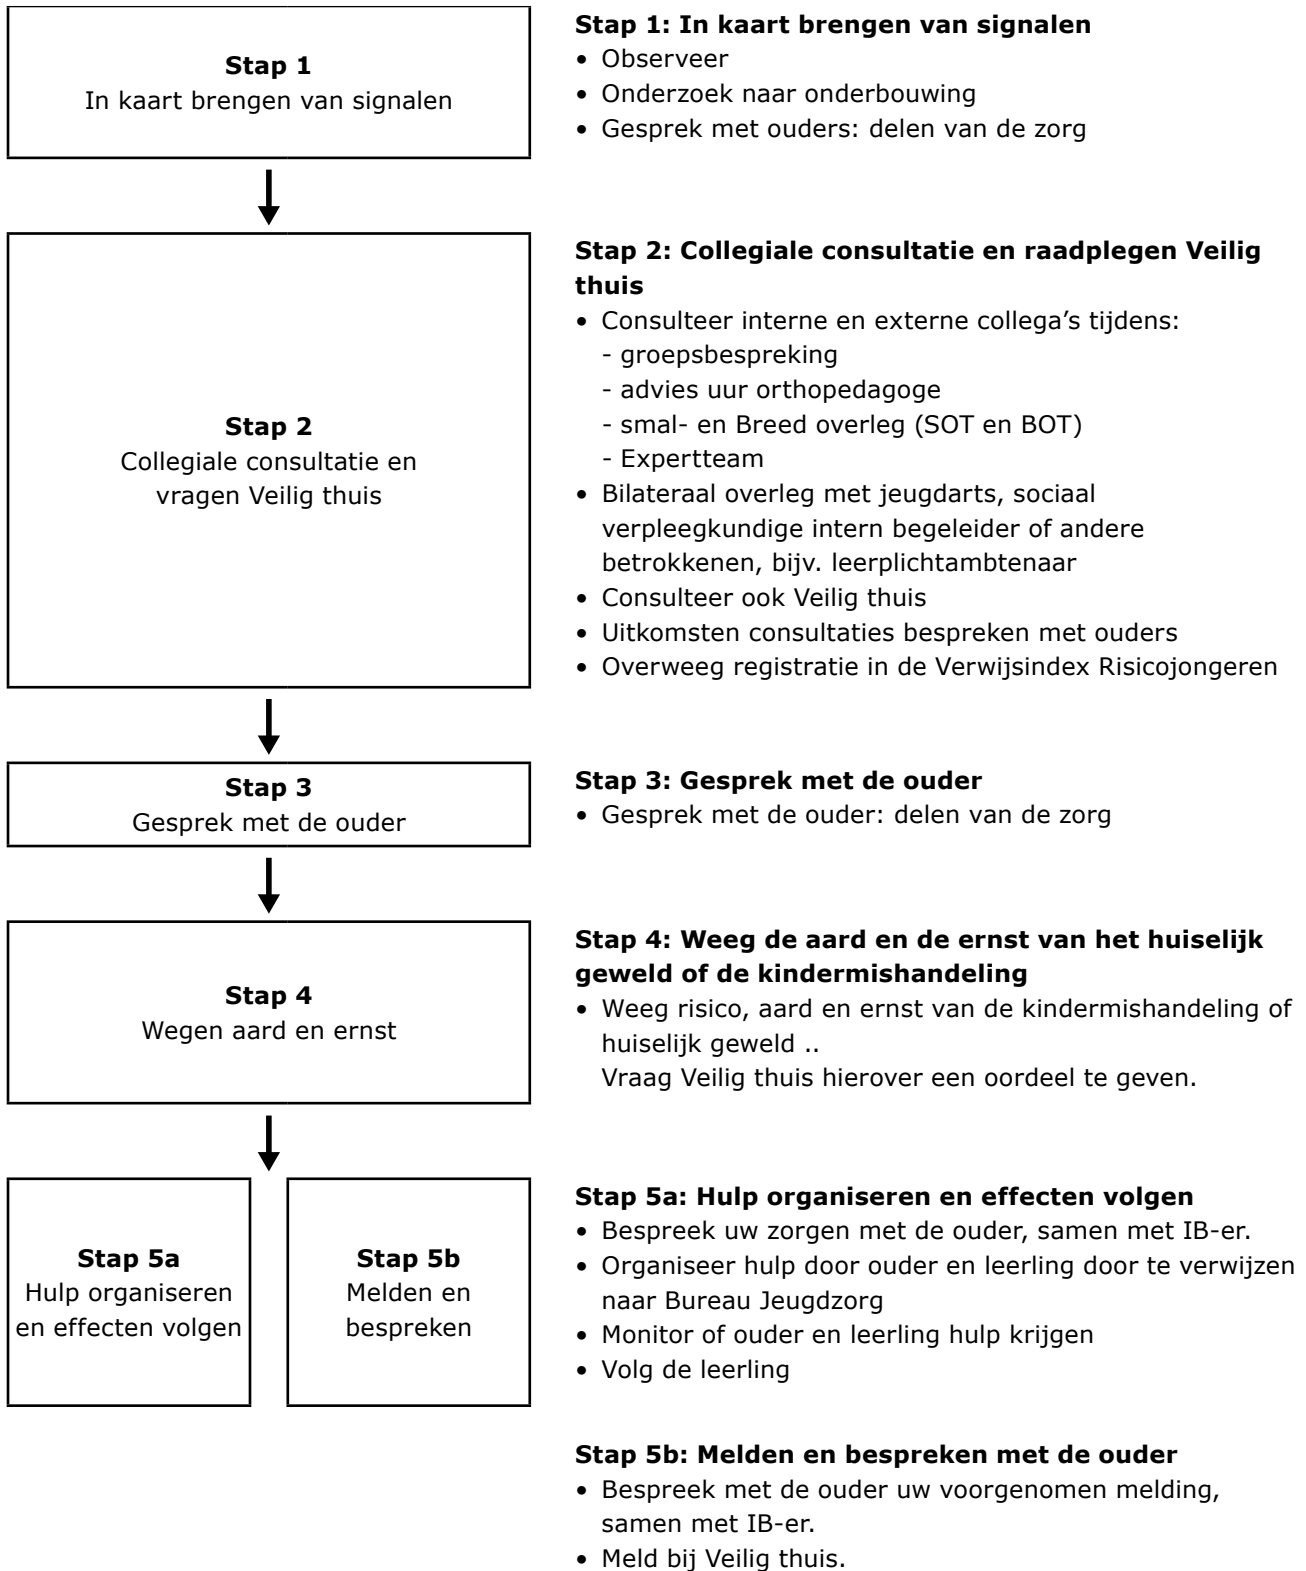 Stap 1
In kaart brengen van signalen
Stap 1: In kaart brengen van signalen
• Observeer
• Onderzoek naar onderbouwing
• Gesprek met ouders: delen van de zorg
Stap 2
Collegiale consultatie en
vragen Veilig thuis
Stap 2: Collegiale consultatie en raadplegen Veilig
thuis
• Consulteer interne en externe collega’s tijdens:
- groepsbespreking
- advies uur orthopedagoge
- smal- en Breed overleg (SOT en BOT)
- Expertteam
• Bilateraal overleg met jeugdarts, sociaal
verpleegkundige intern begeleider of andere
betrokkenen, bijv. leerplichtambtenaar
• Consulteer ook Veilig thuis
• Uitkomsten consultaties bespreken met ouders
• Overweeg registratie in de Verwijsindex Risicojongeren
Stap 3
Gesprek met de ouder
Stap 3: Gesprek met de ouder
• Gesprek met de ouder: delen van de zorg
Stap 4
Wegen aard en ernst
Stap 4: Weeg de aard en de ernst van het huiselijk
geweld of de kindermishandeling
• Weeg risico, aard en ernst van de kindermishandeling of
huiselijk geweld ..
Vraag Veilig thuis hierover een oordeel te geven.
Stap 5a
Hulp organiseren
en effecten volgen
Stap 5b
Melden en
bespreken
Stap 5a: Hulp organiseren en effecten volgen
• Bespreek uw zorgen met de ouder, samen met IB-er.
• Organiseer hulp door ouder en leerling door te verwijzen
naar Bureau Jeugdzorg
• Monitor of ouder en leerling hulp krijgen
• Volg de leerling
Stap 5b: Melden en bespreken met de ouder
• Bespreek met de ouder uw voorgenomen melding,
samen met IB-er.
• Meld bij Veilig thuis.